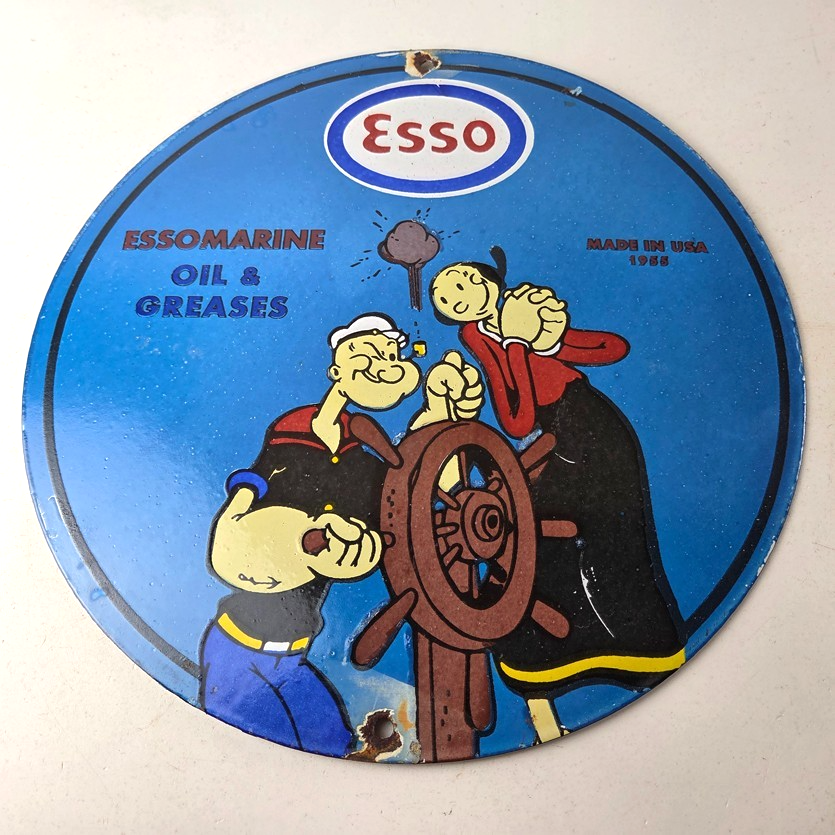 Esso
ESSOMARINE
OIL &
GREASES
MADE IN USA
1955